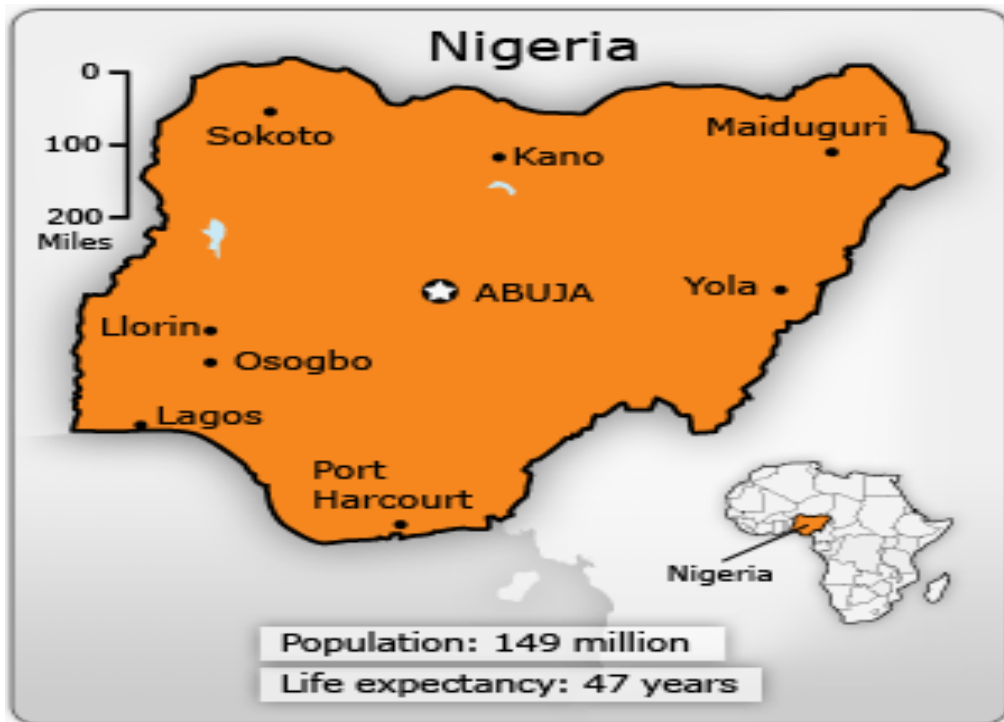 Nigeria
0
100
200
Miles
Sokoto
Kano
Maiduguri
ABUJA
Yola
Llorin
Osogbo
Lagos
Port
Harcourt
Nigeria
Population: 149 million
Life expectancy: 47 years